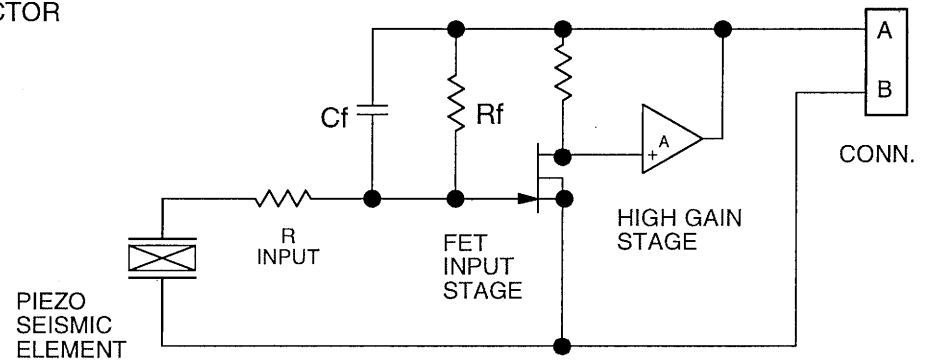 CTOR
A
B
CONN.
Cf
Rf
A
+
R
INPUT
FET
INPUT
STAGE
HIGH GAIN
STAGE
PIEZO
SEISMIC
ELEMENT